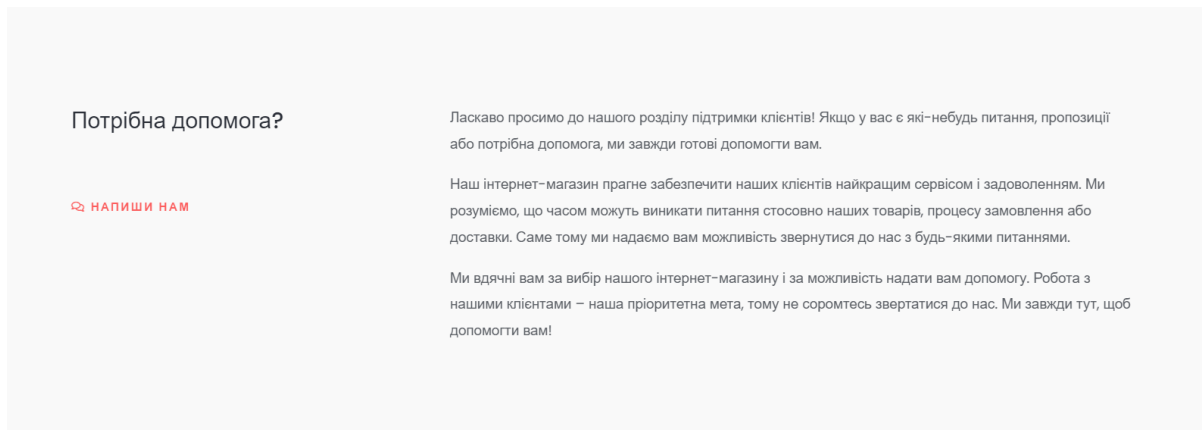 Потрібна допомога?
НАПИШИ НАМ
Ласкаво просимо до нашого розділу підтримки клієнтів! Якщо у вас є які-небудь питання, пропозиції
або потрібна допомога, ми завжди готові допомогти вам.
Наш інтернет-магазин прагне забезпечити наших клієнтів найкращим сервісом і задоволенням. Ми
розуміємо, що часом можуть виникати питання стосовно наших товарів, процесу замовлення або
доставки. Саме тому ми надаємо вам можливість звернутися до нас з будь-якими питаннями.
Ми вдячні вам за вибір нашого інтернет-магазину і за можливість надати вам допомогу. Робота з
нашими клієнтами – наша пріоритетна мета, тому не соромтесь звертатися до нас. Ми завжди тут, щоб
допомогти вам!